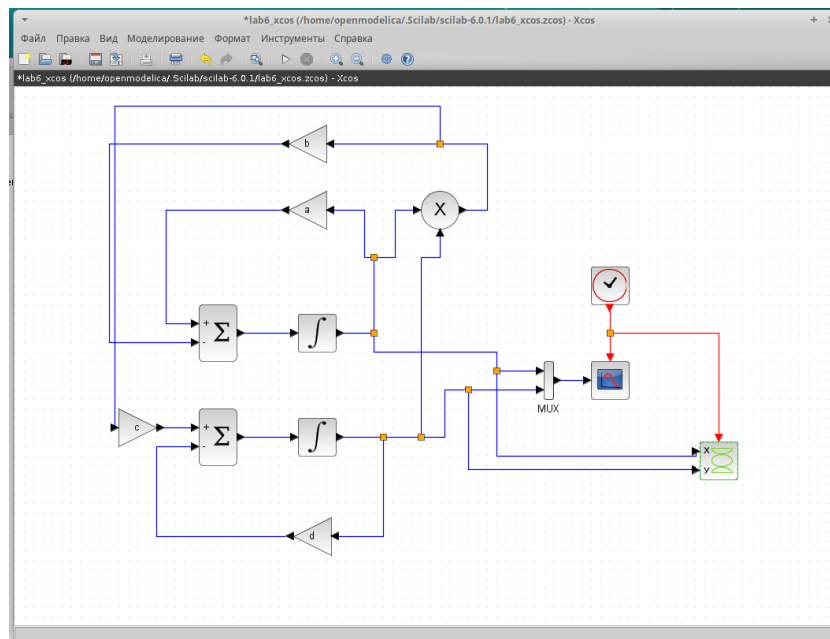 *lab6_xcos (/home/openmodelica/.Scilab/scilab-6.0.1/lab6_xcos.zcos) - Xcos
Файл Правка Вид Моделирование Формат Инструменты Справка
*lab6_xcos (/home/openmodelica/.Scilab/scilab-6.0.1/lab6_xcos.zcos) - Xcos
b
a
X
+
Σ
-
∫
MUX
c
+
Σ
-
∫
X
y
d